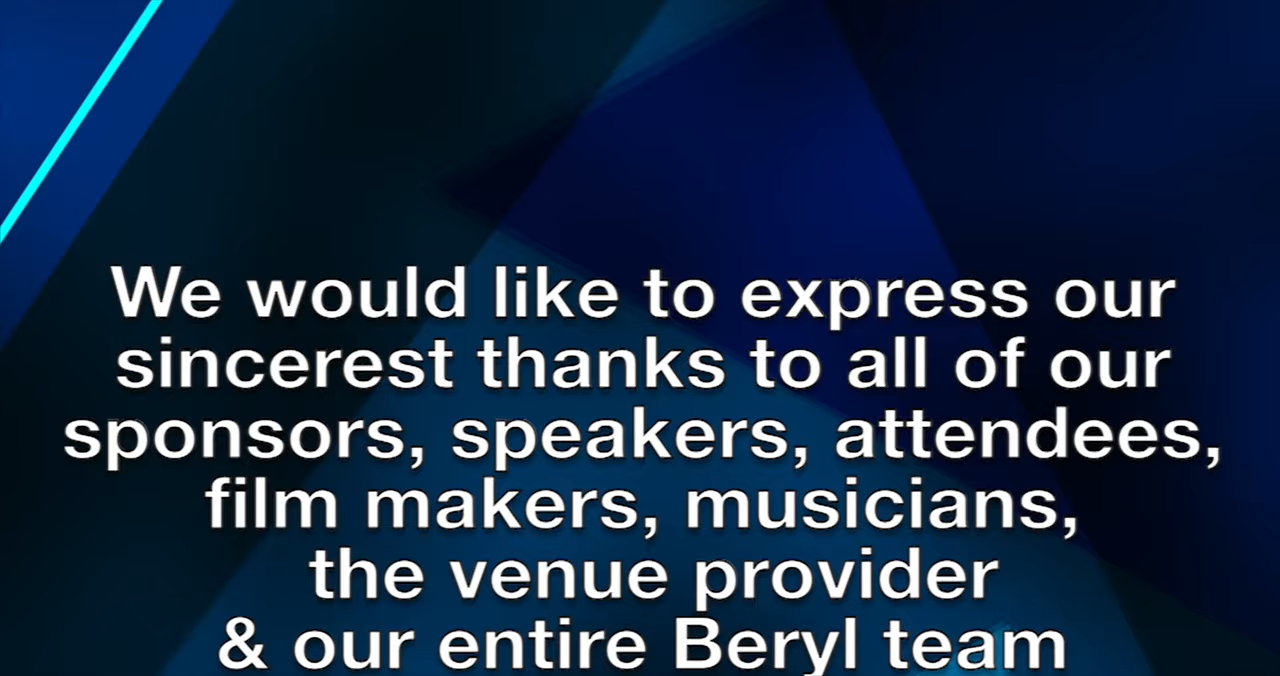 We would like to express our
sincerest thanks to all of our
sponsors, speakers, attendees,
film makers, musicians,
the venue provider
& our entire Beryl team